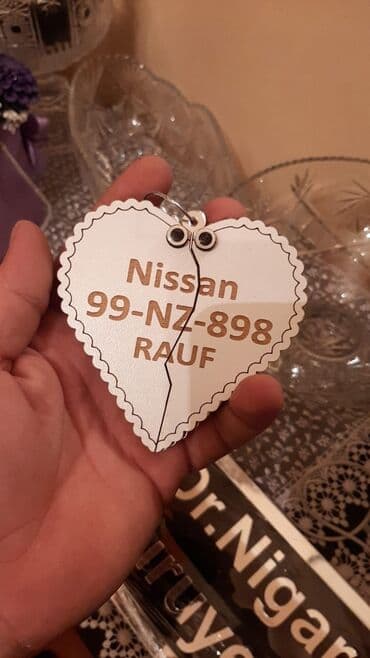 Nissan
99-NZ-898
RAUF
Dr.Nigar